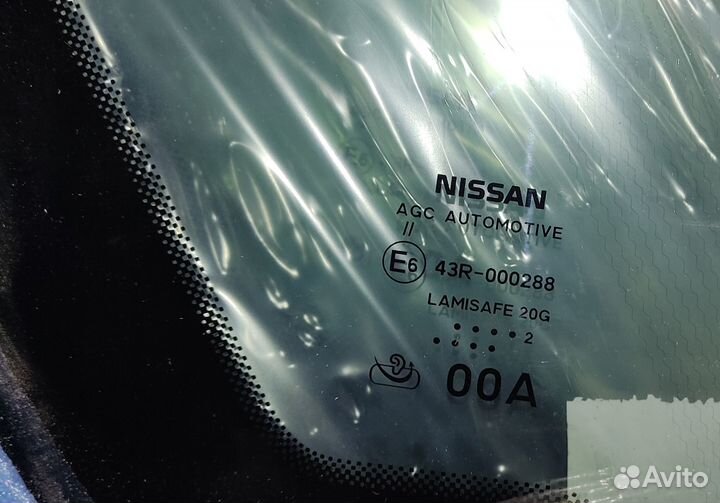 NISSAN
AGC AUTOMOTIVE
//
E6 43R-000288
LAMISAFE 20G
2
00A
Avito